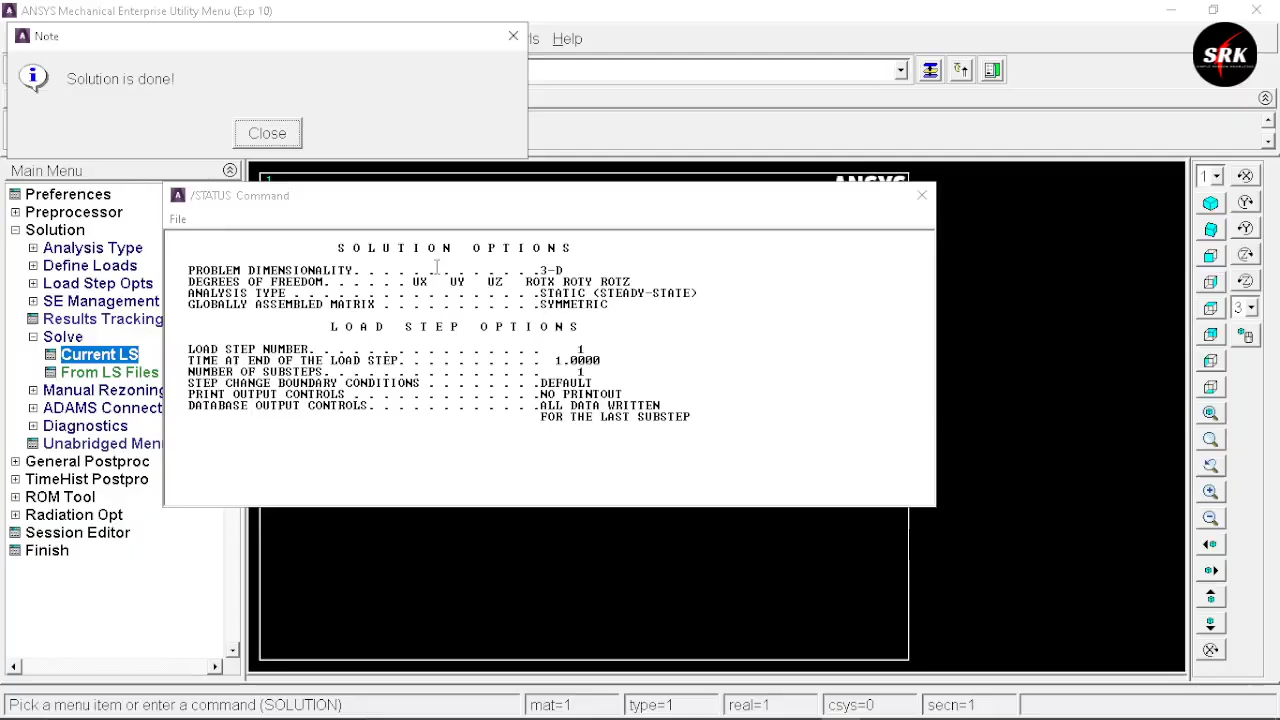 ANSYS Mechanical Enterprise Utility Menu (Exp 10)
Note
Help
SRK
Solution is done!
Close
Main Menu
1
ANSYS
1
Preferences
Preprocessor
Solution
Analysis Type
Define Loads
Load Step Opts
SE Management
Results Tracking
Solve
Current LS
From LS Files
Manual Rezoning
ADAMS Connect
Diagnostics
Unabridged Men
General Postproc
TimeHist Postpro
ROM Tool
Radiation Opt
Session Editor
Finish
/STATUS Command
File
S O L U T I O N   O P T I O N S
PROBLEM DIMENSIONALITY. . . . . . . . . . . . .3-D
DEGREES OF FREEDOM. . . . . . UX   UY   UZ   ROTX ROTY ROTZ
ANALYSIS TYPE . . . . . . . . . . . . . . . . .STATIC (STEADY-STATE)
GLOBALLY ASSEMBLED MATRIX . . . . . . . . . . .SYMMETRIC
L O A D   S T E P   O P T I O N S
LOAD STEP NUMBER. . . . . . . . . . . . . . . .     1
TIME AT END OF THE LOAD STEP. . . . . . . . . .  1.0000
NUMBER OF SUBSTEPS. . . . . . . . . . . . . . .     1
STEP CHANGE BOUNDARY CONDITIONS . . . . . . . .DEFAULT
PRINT OUTPUT CONTROLS . . . . . . . . . . . . .NO PRINTOUT
DATABASE OUTPUT CONTROLS. . . . . . . . . . . .ALL DATA WRITTEN
FOR THE LAST SUBSTEP
3
Pick a menu item or enter a command (SOLUTION)
mat=1
type=1
real=1
csys=0
secn=1